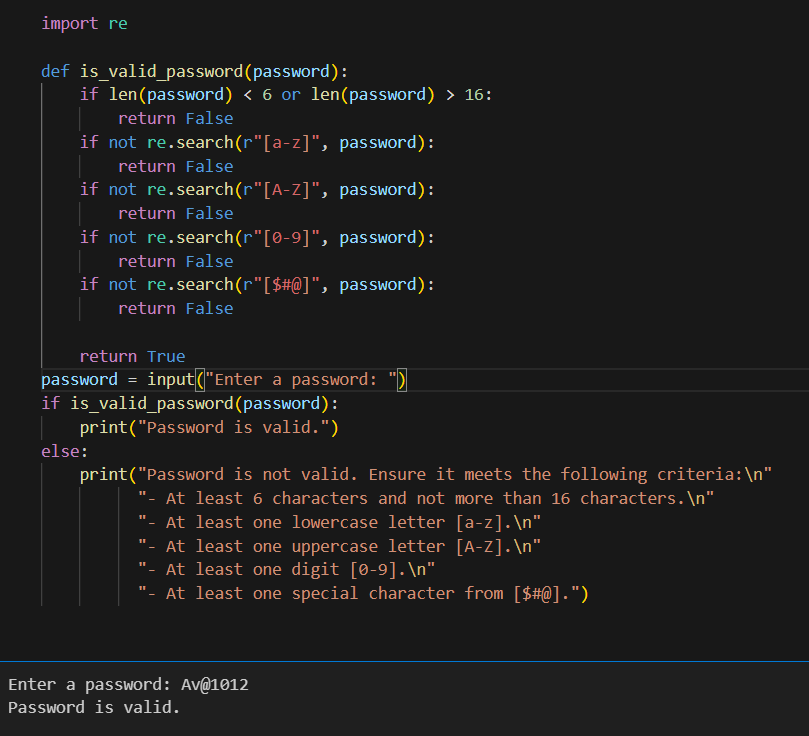 import re
def is_valid_password(password):
if len(password) < 6 or len(password) > 16:
return False
if not re.search(r"[a-z]", password):
return False
if not re.search(r"[A-Z]", password):
return False
if not re.search(r"[0-9]", password):
return False
if not re.search(r"[$#@]", password):
return False
return True
password = input("Enter a password: ")
if is_valid_password(password):
print("Password is valid.")
else:
print("Password is not valid. Ensure it meets the following criteria:\n"
"- At least 6 characters and not more than 16 characters.\n"
"- At least one lowercase letter [a-z].\n"
"- At least one uppercase letter [A-Z].\n"
"- At least one digit [0-9].\n"
"- At least one special character from [$#@].")
Enter a password: Av@1012
Password is valid.